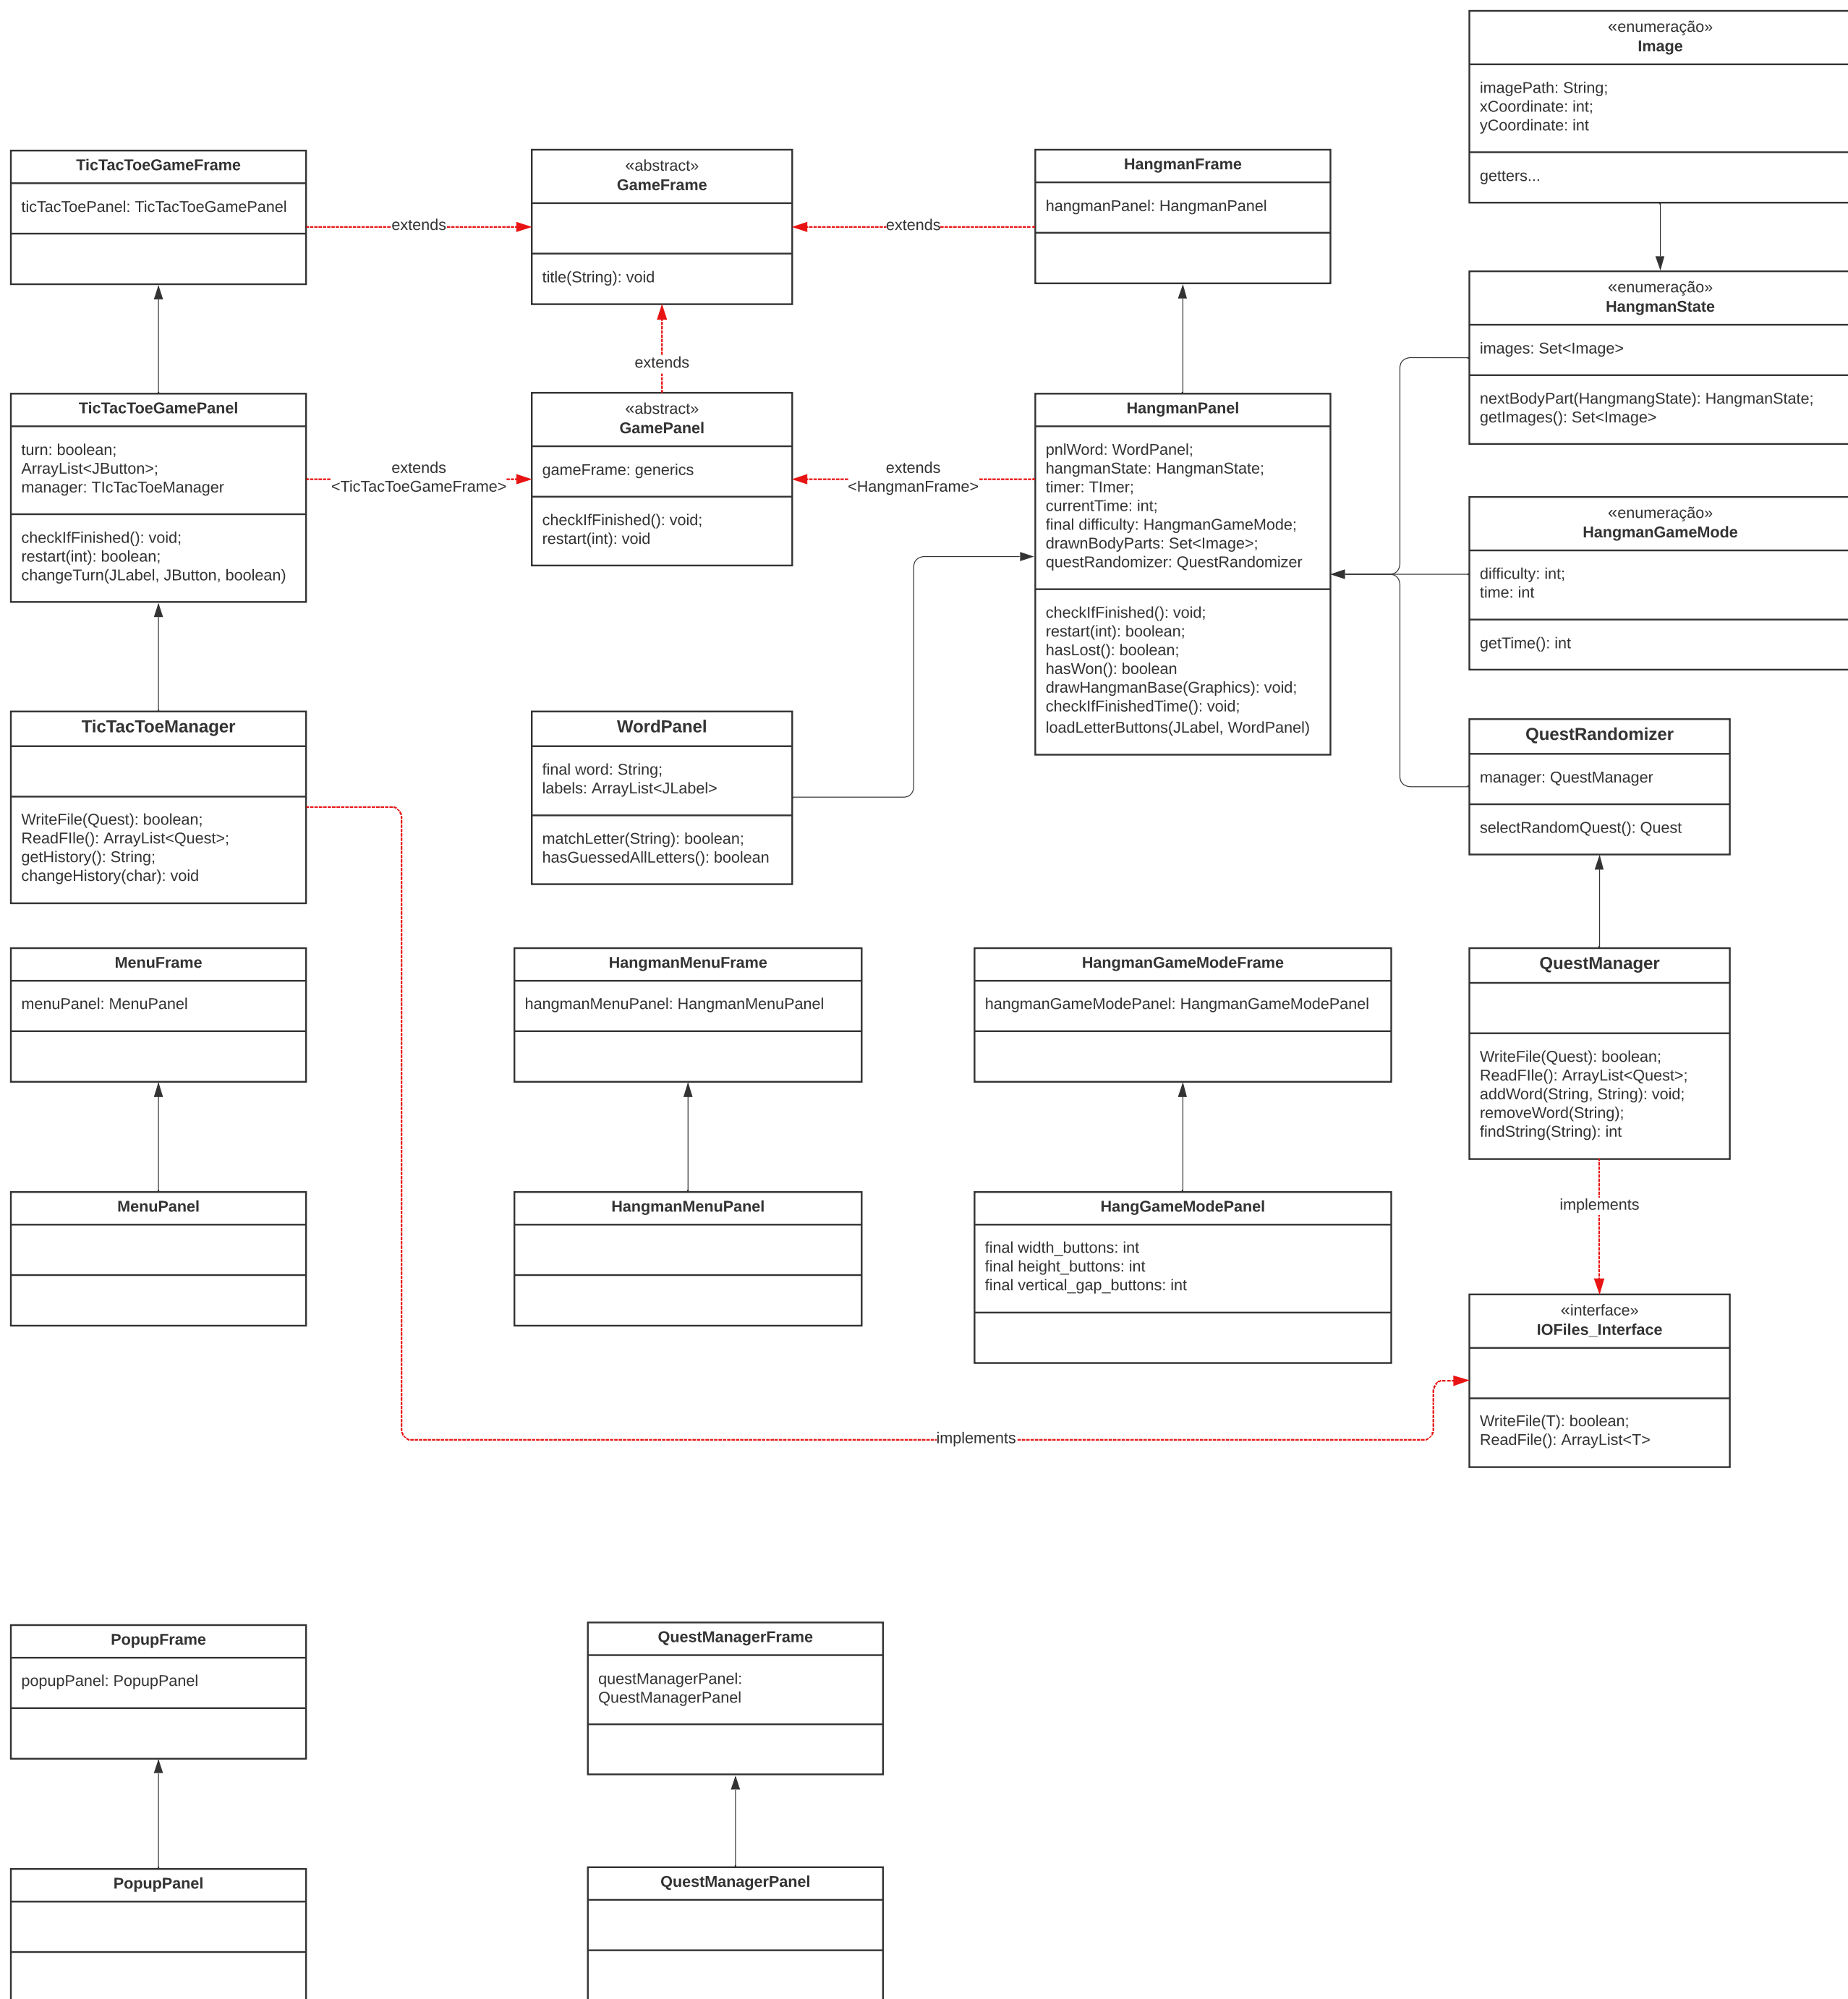 «enumeração»
Image
imagePath: String;
xCoordinate: int;
yCoordinate: int
getters...
TicTacToeGameFrame
ticTacToePanel: TicTacToeGamePanel
extends
«abstract»
GameFrame
title(String): void
extends
HangmanFrame
hangmanPanel: HangmanPanel
«enumeração»
HangmanState
images: Set<Image>
nextBodyPart(HangmangState): HangmanState;
getImages(): Set<Image>
extends
TicTacToeGamePanel
turn: boolean;
ArrayList<JButton>;
manager: TIcTacToeManager
checkIfFinished(): void;
restart(int): boolean;
changeTurn(JLabel, JButton, boolean)
extends
<TicTacToeGameFrame>
«abstract»
GamePanel
gameFrame: generics
checkIfFinished(): void;
restart(int): void
extends
<HangmanFrame>
HangmanPanel
pnlWord: WordPanel;
hangmanState: HangmanState;
timer: TImer;
currentTime: int;
final difficulty: HangmanGameMode;
drawnBodyParts: Set<Image>;
questRandomizer: QuestRandomizer
checkIfFinished(): void;
restart(int): boolean;
hasLost(): boolean;
hasWon(): boolean
drawHangmanBase(Graphics): void;
checkIfFinishedTime(): void;
loadLetterButtons(JLabel, WordPanel)
«enumeração»
HangmanGameMode
difficulty: int;
time: int
getTime(): int
TicTacToeManager
WriteFile(Quest): boolean;
ReadFIle(): ArrayList<Quest>;
getHistory(): String;
changeHistory(char): void
WordPanel
final word: String;
labels: ArrayList<JLabel>
matchLetter(String): boolean;
hasGuessedAllLetters(): boolean
QuestRandomizer
manager: QuestManager
selectRandomQuest(): Quest
MenuFrame
menuPanel: MenuPanel
HangmanMenuFrame
hangmanMenuPanel: HangmanMenuPanel
HangmanGameModeFrame
hangmanGameModePanel: HangmanGameModePanel
QuestManager
WriteFile(Quest): boolean;
ReadFIle(): ArrayList<Quest>;
addWord(String, String): void;
removeWord(String);
findString(String): int
MenuPanel
HangmanMenuPanel
HangGameModePanel
final width_buttons: int
final height_buttons: int
final vertical_gap_buttons: int
implements
«interface»
IOFiles_Interface
WriteFile(T): boolean;
ReadFile(): ArrayList<T>
implements
PopupFrame
popupPanel: PopupPanel
QuestManagerFrame
questManagerPanel:
QuestManagerPanel
PopupPanel
QuestManagerPanel